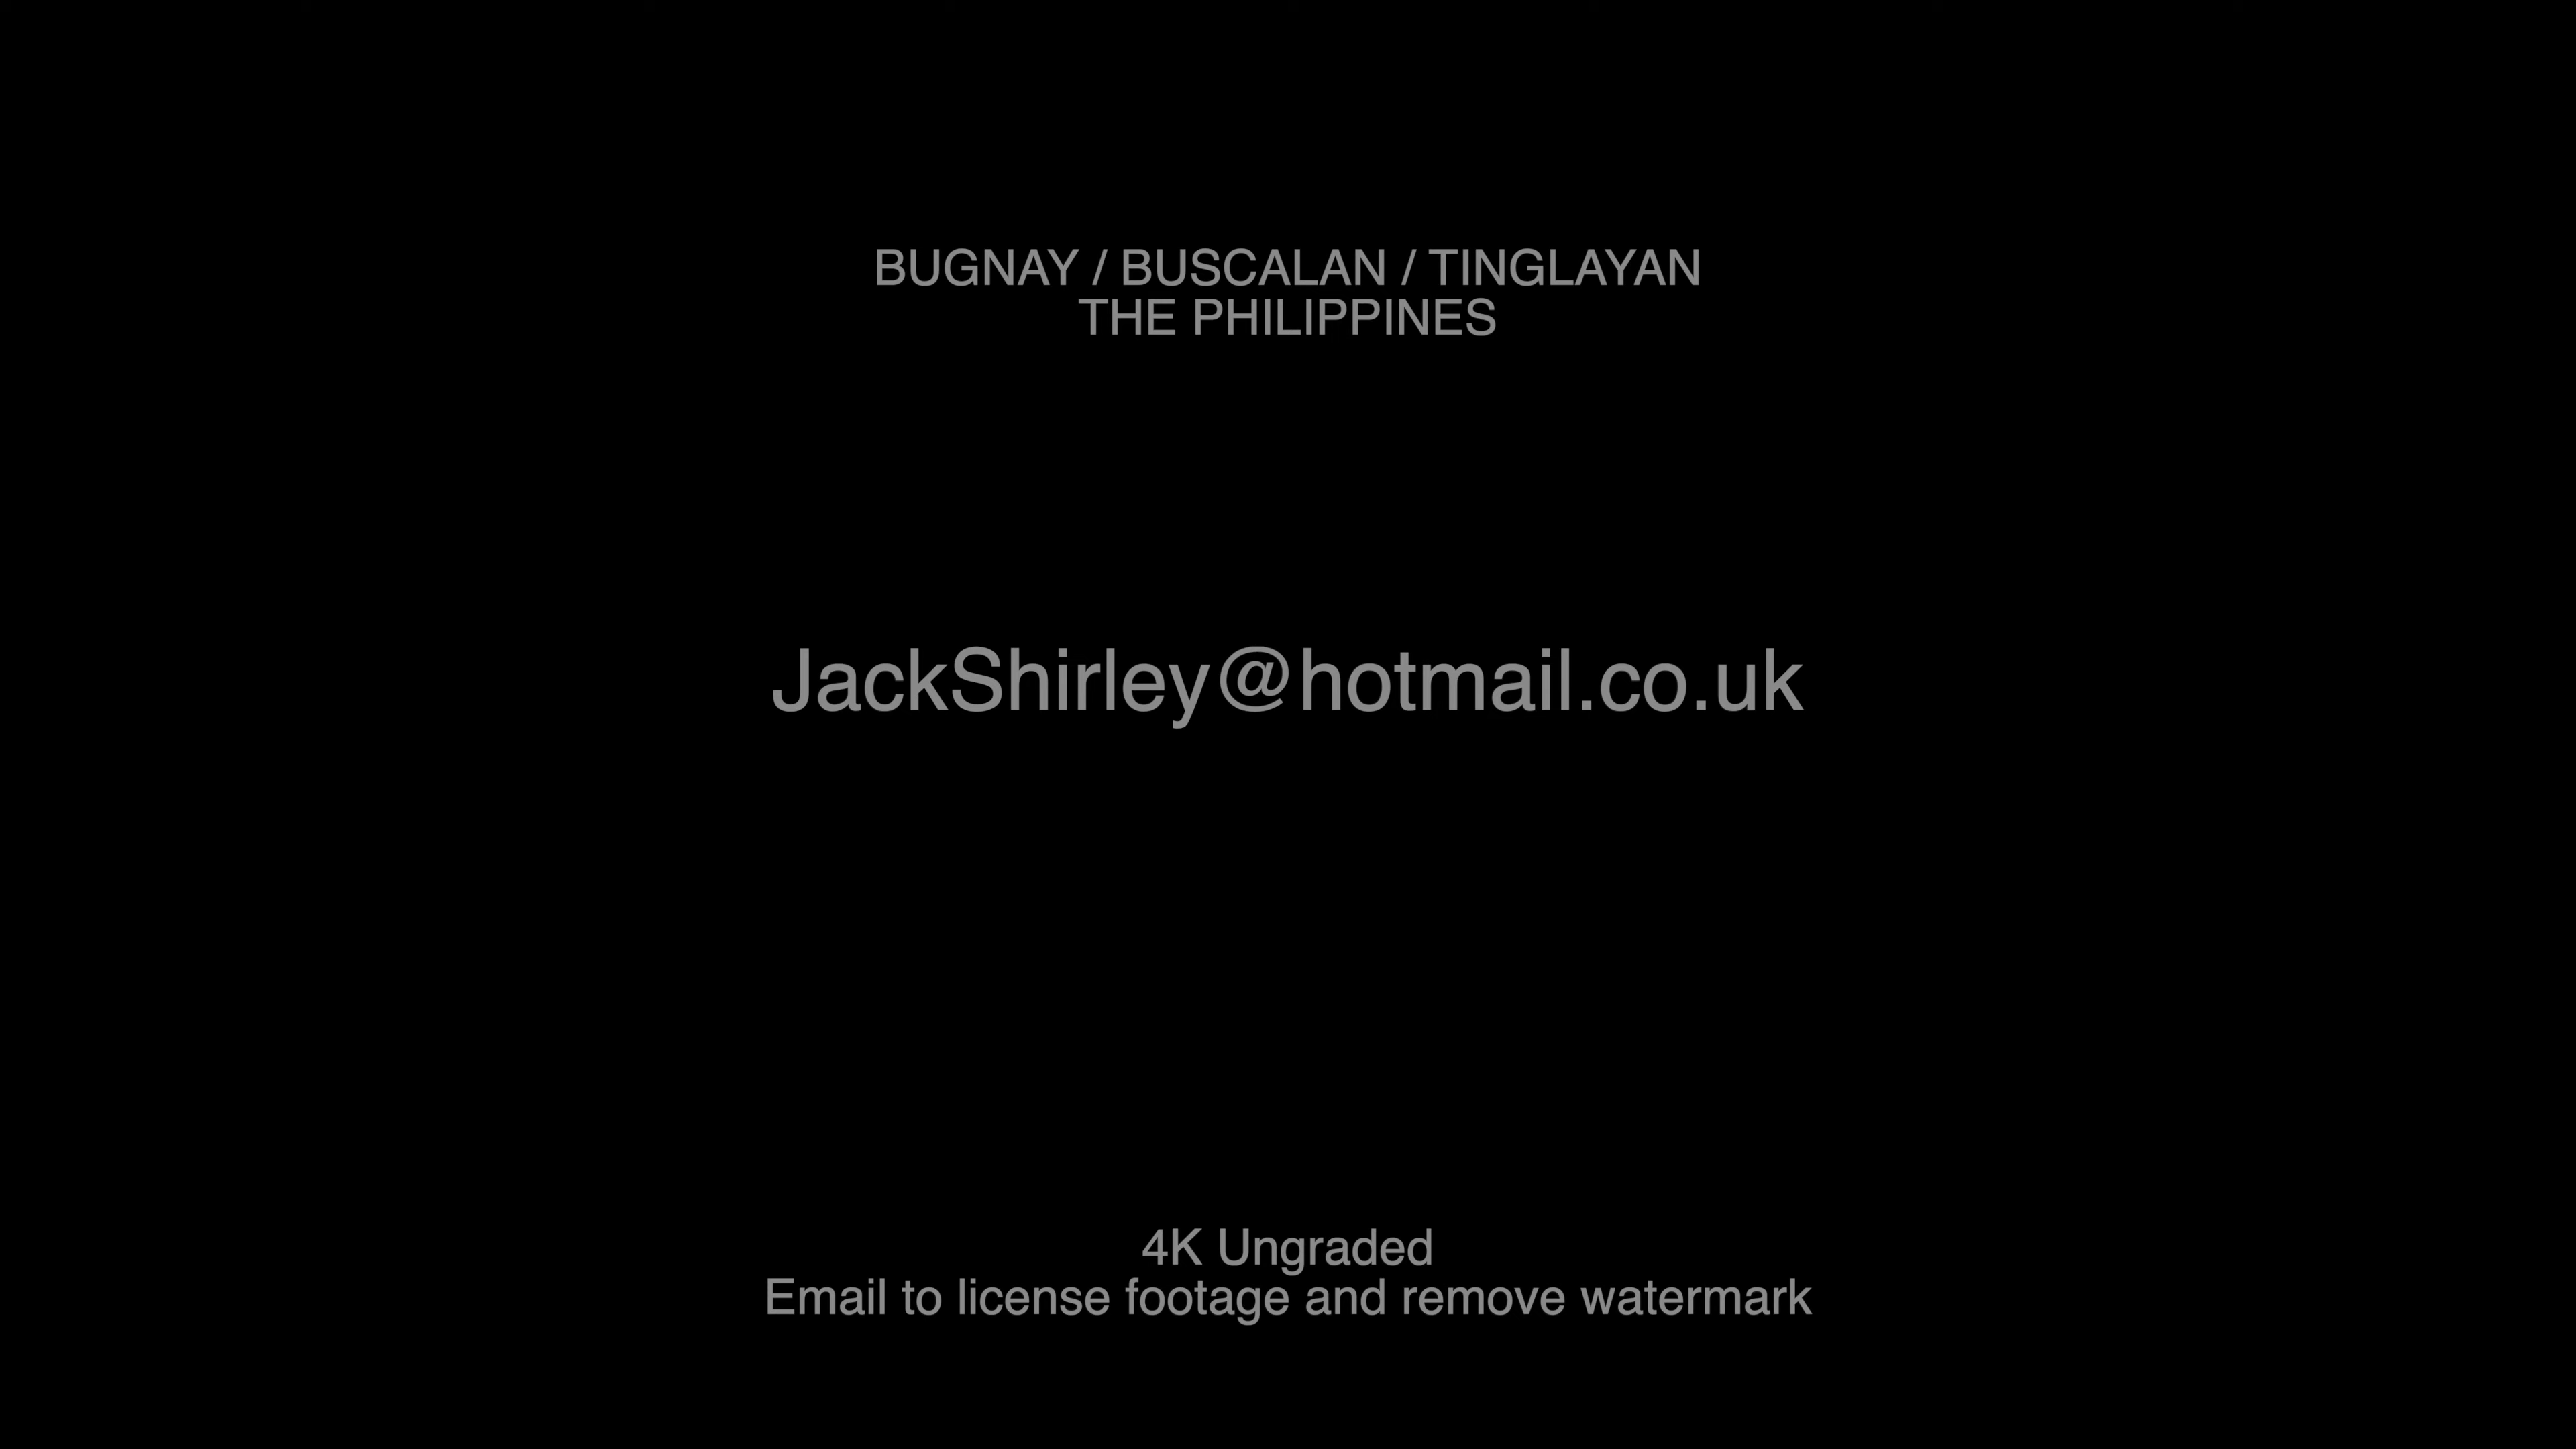 BUGNAY / BUSCALAN / TINGLAYAN
THE PHILIPPINES
JackShirley@hotmail.co.uk
4K Ungraded
Email to license footage and remove watermark